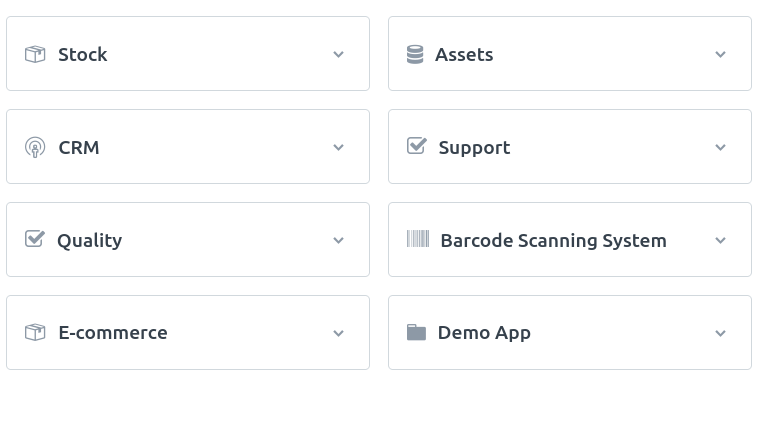 Stock
Assets
CRM
Support
Quality
Barcode Scanning System
E-commerce
Demo App